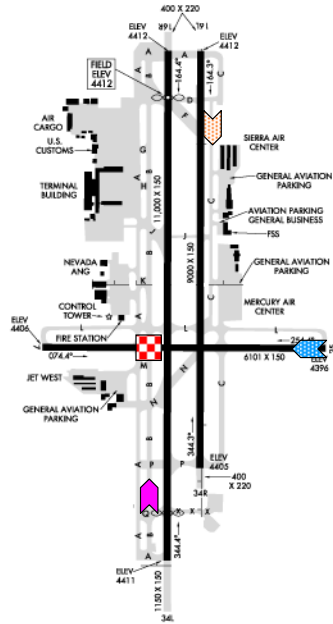 400 X 220
16R
16L
ELEV
4412
ELEV
4412
A
A
C
FIELD
ELEV
4412
A
B
164.4°
164.3°
D
F
AIR
CARGO
U.S.
CUSTOMS
SIERRA AIR
CENTER
G
B
TERMINAL
BUILDING
A
H
11,000 X 150
C
GENERAL AVIATION
PARKING
AVIATION PARKING
GENERAL BUSINESS
FSS
J
J
9000 X 150
NEVADA
ANG
B
GENERAL AVIATION
PARKING
K
C
CONTROL
TOWER
A
MERCURY AIR
CENTER
ELEV
4406
L
L
L
FIRE STATION
7
074.4°
6101 X 150
4396
M
JET WEST
N
B
N
C
GENERAL AVIATION
PARKING
344.3°
B
ELEV
4405
A
P
P
400
X 220
34R
X
X
X
344.4°
A
B
A
ELEV
4411
1150 X 150
34L